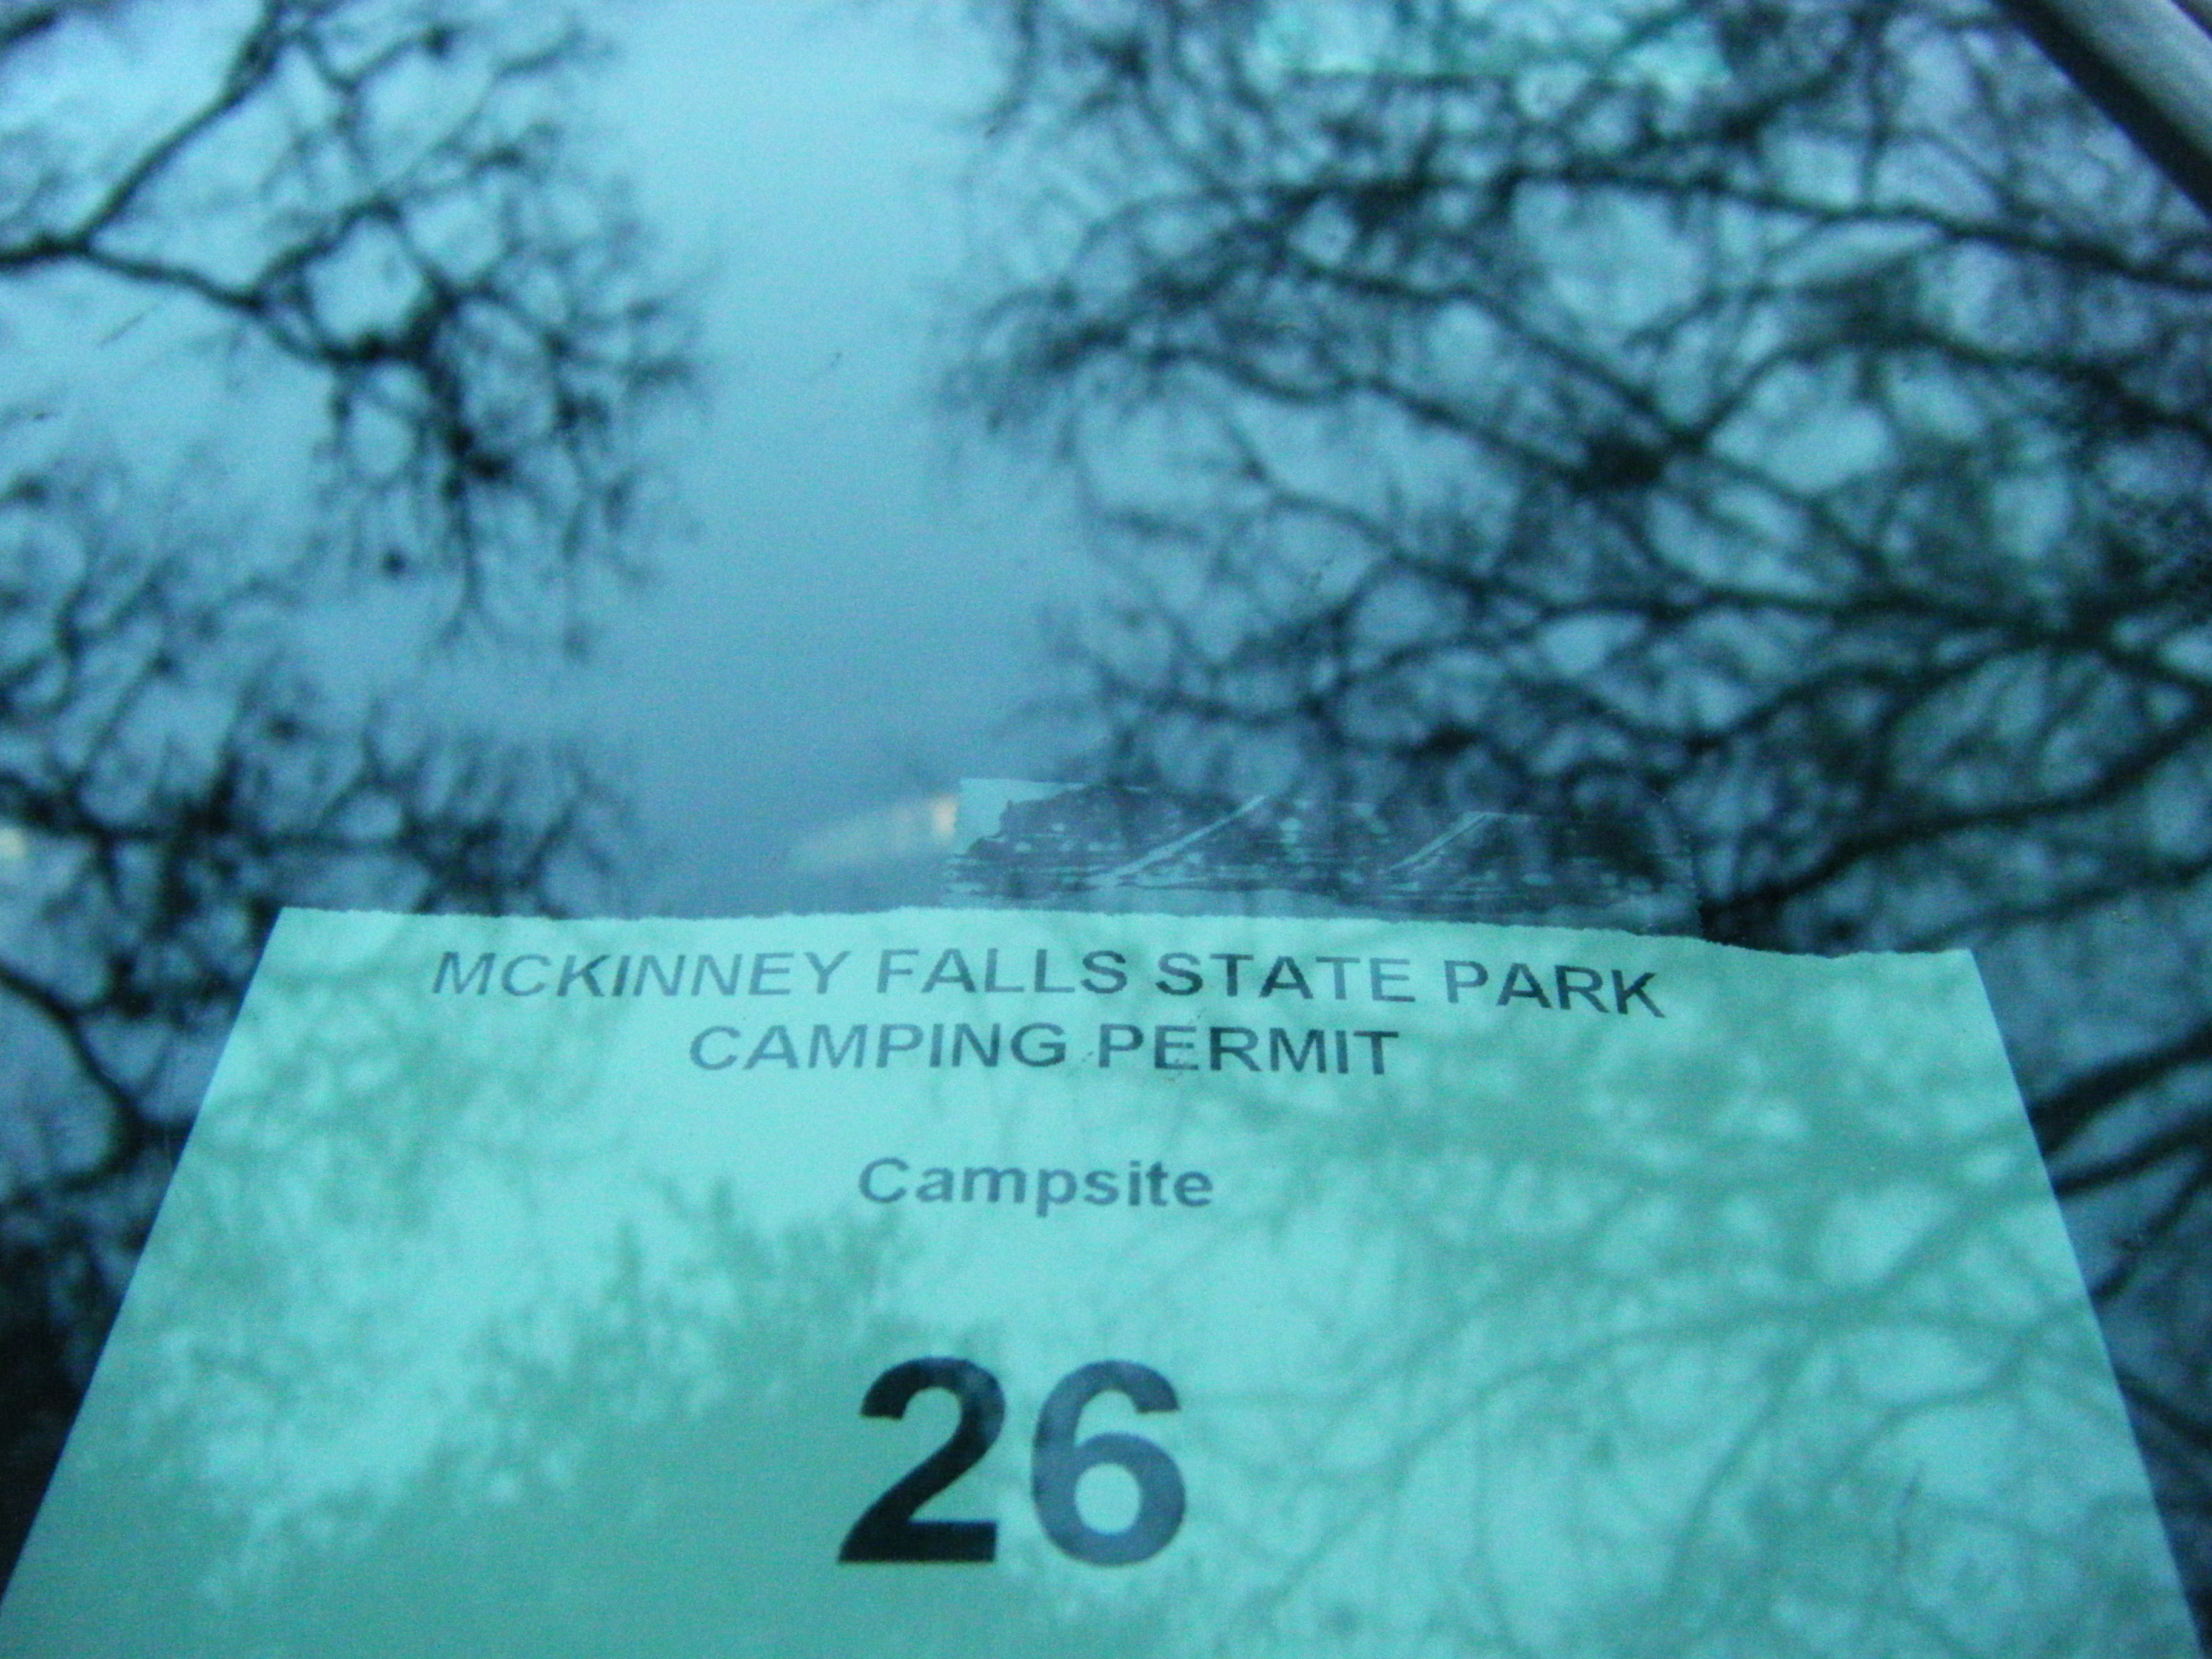 MCKINNEY FALLS STATE PARK
CAMPING PERMIT
Campsite
26